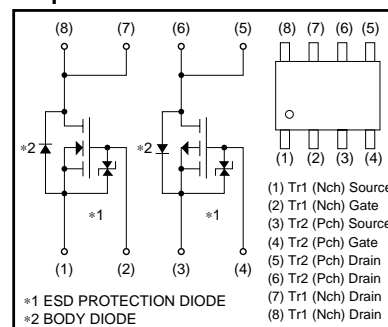 (8) (7) (6) (5)
(8) (7) (6) (5)
*2
*2
*1
*1
(1) (2) (3) (4)
(1) (2) (3) (4)
(1) Tr1 (Nch) Source
(2) Tr1 (Nch) Gate
(3) Tr2 (Pch) Source
(4) Tr2 (Pch) Gate
(5) Tr2 (Pch) Drain
(6) Tr2 (Pch) Drain
(7) Tr1 (Nch) Drain
(8) Tr1 (Nch) Drain
*1 ESD PROTECTION DIODE
*2 BODY DIODE